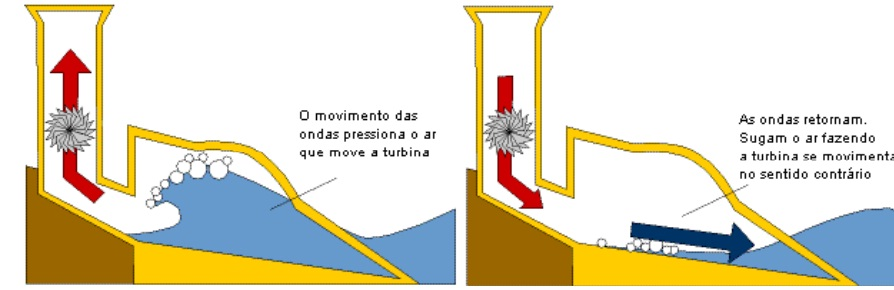 O movimento das
ondas pressiona o ar
que move a turbina
As ondas retornam.
Sugam o ar fazendo
a turbina se movimenta
no sentido contrário